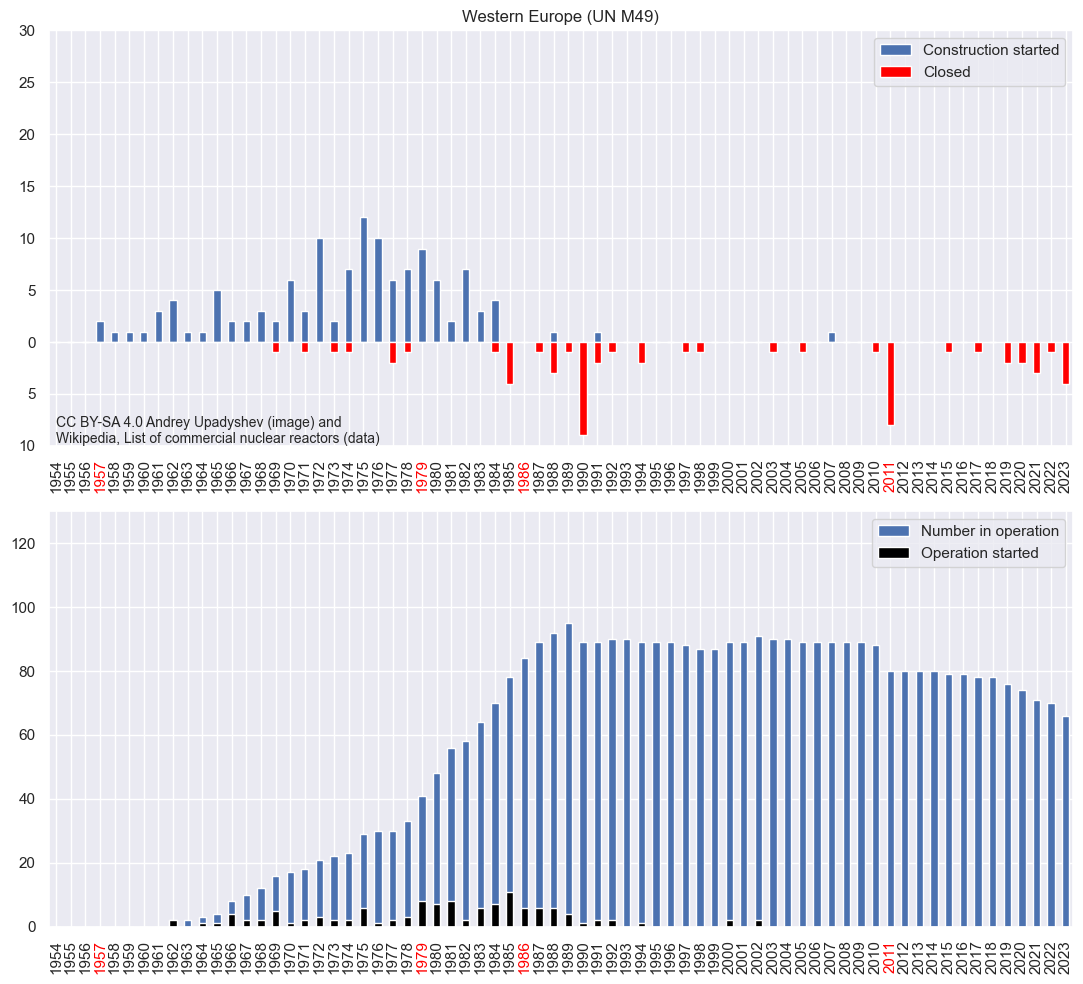 Western Europe (UN M49)
30
25
20
15
10
5
0
5
10
Construction started
Closed
CC BY-SA 4.0 Andrey Upadyshev (image) and
Wikipedia, List of commercial nuclear reactors (data)
1954 1955 1956 1957 1958 1959 1960 1961 1962 1963 1964 1965 1966 1967 1968 1969 1970 1971 1972 1973 1974 1975 1976 1977 1978 1979 1980 1981 1982 1983 1984 1985 1986 1987 1988 1989 1990 1991 1992 1993 1994 1995 1996 1997 1998 1999 2000 2001 2002 2003 2004 2005 2006 2007 2008 2009 2010 2011 2012 2013 2014 2015 2016 2017 2018 2019 2020 2021 2022 2023
120
100
80
60
40
20
0
Number in operation
Operation started
1954 1955 1956 1957 1958 1959 1960 1961 1962 1963 1964 1965 1966 1967 1968 1969 1970 1971 1972 1973 1974 1975 1976 1977 1978 1979 1980 1981 1982 1983 1984 1985 1986 1987 1988 1989 1990 1991 1992 1993 1994 1995 1996 1997 1998 1999 2000 2001 2002 2003 2004 2005 2006 2007 2008 2009 2010 2011 2012 2013 2014 2015 2016 2017 2018 2019 2020 2021 2022 2023